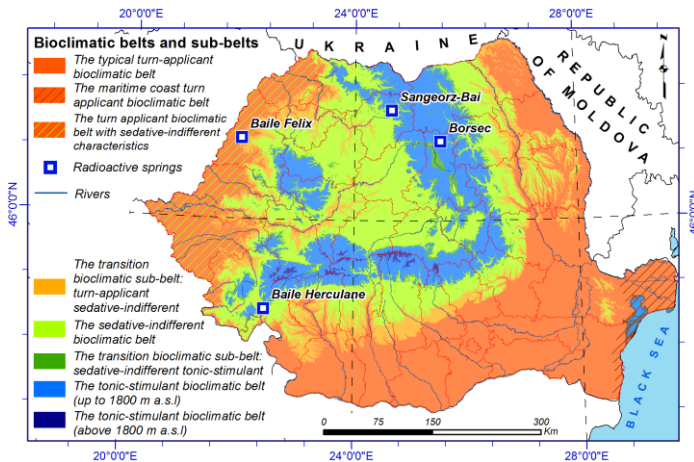 20°0'0"E 24°0'0"E 28°0'0"E
Bioclimatic belts and sub-belts
The typical turn-applicant
bioclimatic belt
The maritime coast turn
applicant bioclimatic belt
The turn applicant bioclimatic
belt with sedative-indifferent
characteristics
Radioactive springs
Rivers
UKRAINE
REPUBLIC
OF MOLDOVA
N
Sangeorz-Bai
Baile Felix
Borsec
46°0'0"N
46°0'0"N
The transition
bioclimatic sub-belt:
turn-applicant
sedative-indifferent
The sedative-indifferent
bioclimatic belt
The transition bioclimatic sub-belt:
sedative-indifferent tonic-stimulant
The tonic-stimulant bioclimatic belt
(up to 1800 m a.s.l)
The tonic-stimulant bioclimatic belt
(above 1800 m a.s.l)
Baile Herculane
BLACK SEA
0 75 150 300
Km
20°0'0"E 24°0'0"E 28°0'0"E